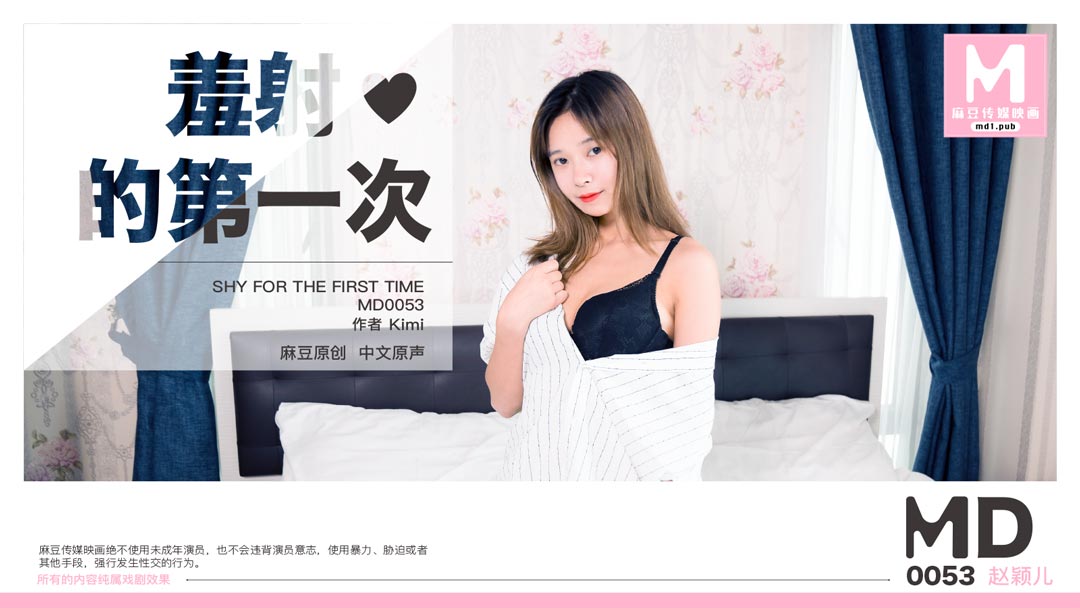 羞射
的第一次
SHY FOR THE FIRST TIME
MD0053
作者 Kimi
麻豆原创 中文原声
M
麻豆传媒映画
md1.pub
麻豆传媒映画绝不使用未成年演员，也不会违背演员意志，使用暴力、胁迫或者
其他手段，强行发生性交的行为。
所有的内容纯属戏剧效果
MD
0053 赵颖儿